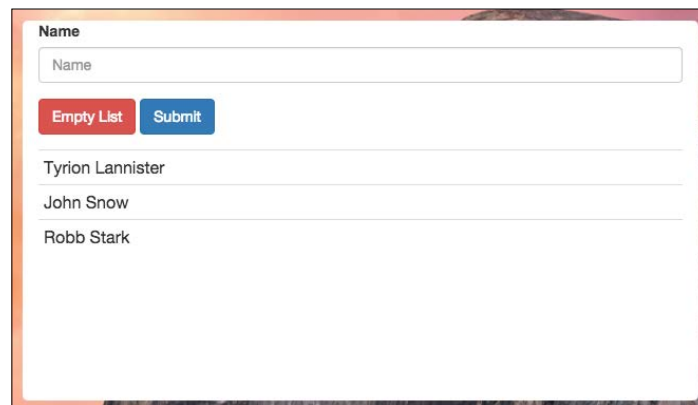 Name
Name
Empty List Submit
Tyrion Lannister
John Snow
Robb Stark